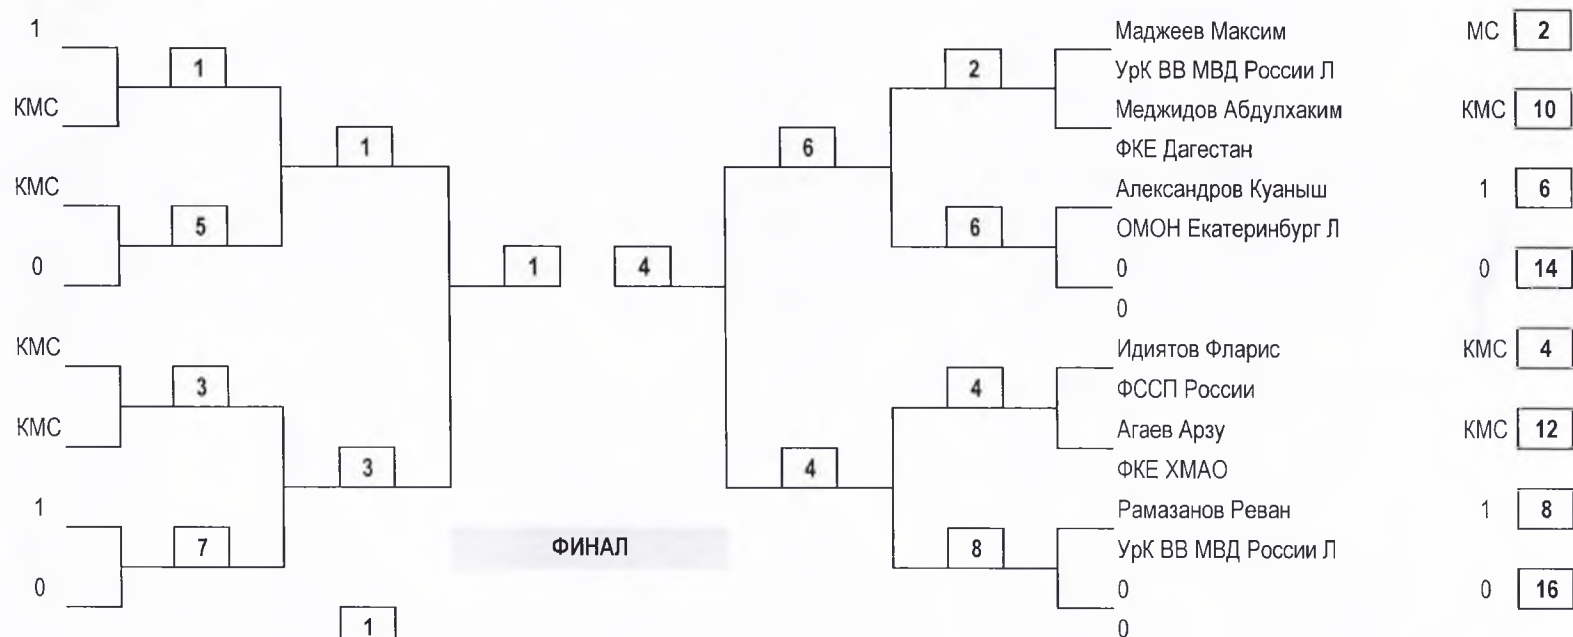 1
1
КМС
1
КМС
5
0
1
КМС
3
КМС
3
1
7
0
1
ФИНАЛ
4
6
2
6
4
4
8
Маджеев Максим МС 2
УрК ВВ МВД России Л
Меджидов Абдулхаким КМС 10
ФКЕ Дагестан
Александров Куаныш 1 6
ОМОН Екатеринбург Л
0 0 14
0
Идиятов Фларис КМС 4
ФССП России
Агаев Арзу КМС 12
ФКЕ ХМАО
Рамазанов Реван 1 8
УрК ВВ МВД России Л
0 0 16
0